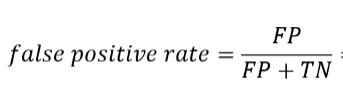 false positive rate = FP / FP + TN =